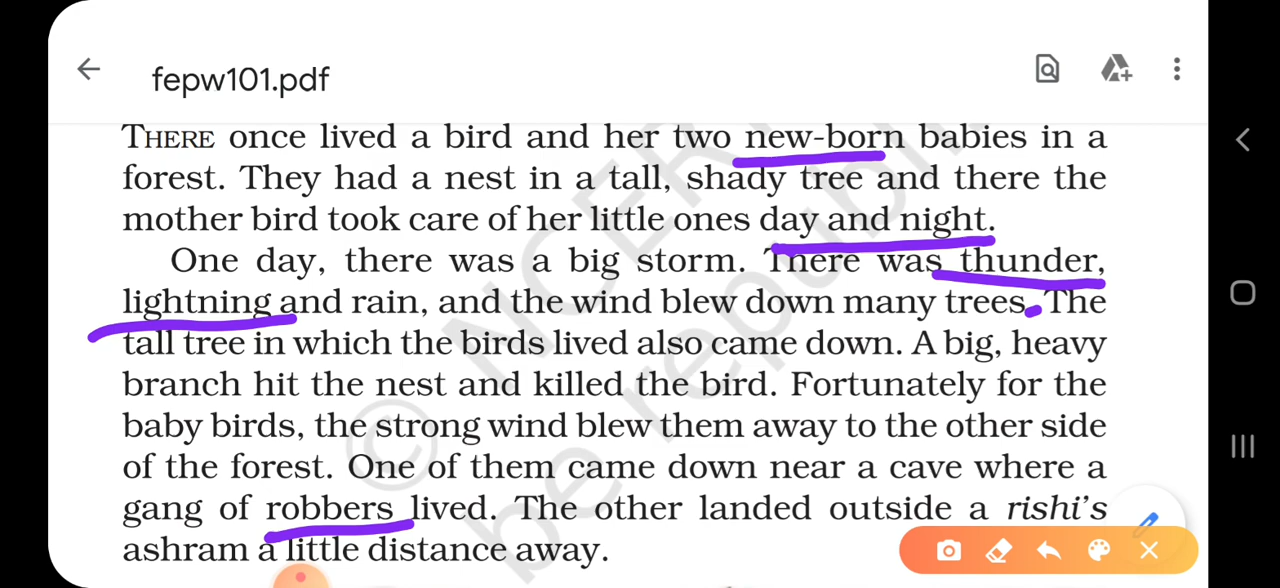 fepw101.pdf
THERE once lived a bird and her two new-born babies in a
forest. They had a nest in a tall, shady tree and there the
mother bird took care of her little ones day and night.
One day, there was a big storm. There was thunder,
lightning and rain, and the wind blew down many trees. The
tall tree in which the birds lived also came down. A big, heavy
branch hit the nest and killed the bird. Fortunately for the
baby birds, the strong wind blew them away to the other side
of the forest. One of them came down near a cave where a
gang of robbers lived. The other landed outside a rishi's
ashram a little distance away.